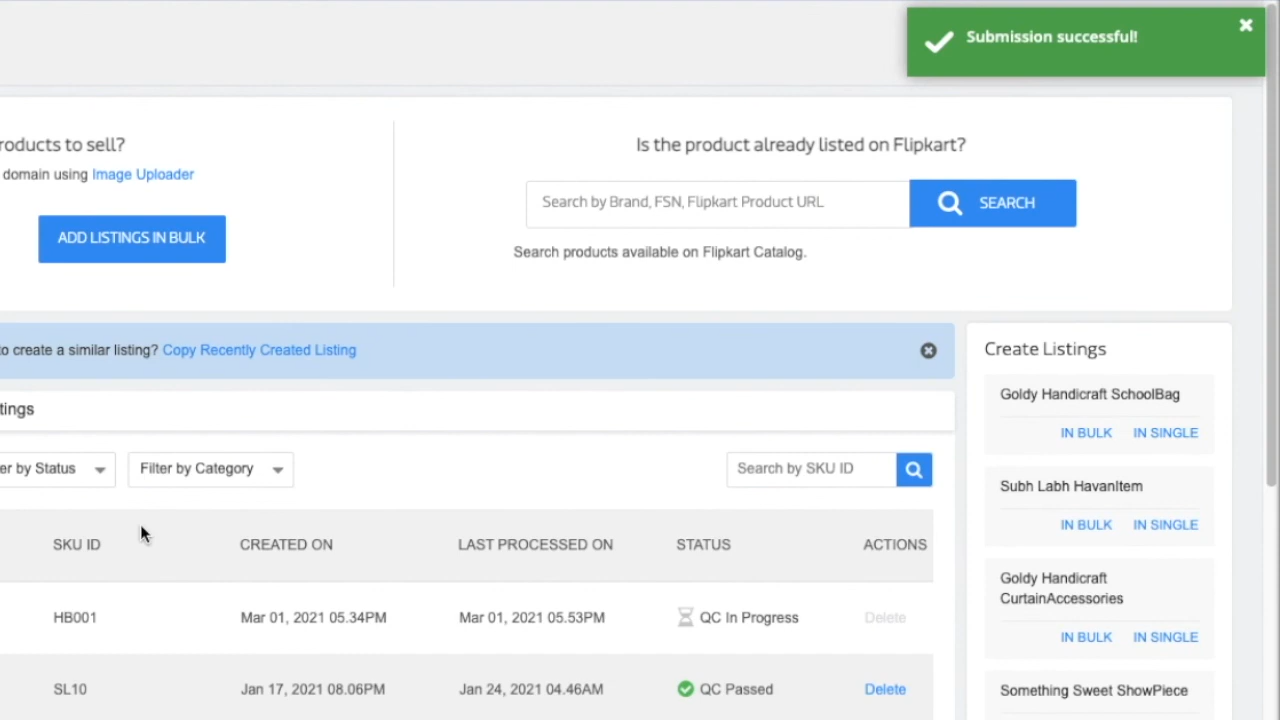 Submission successful!
roducts to sell?
domain using Image Uploader
ADD LISTINGS IN BULK
Is the product already listed on Flipkart?
Search by Brand, FSN, Flipkart Product URL
SEARCH
Search products available on Flipkart Catalog.
to create a similar listing? Copy Recently Created Listing
tings
er by Status
Filter by Category
Search by SKU ID
SKU ID CREATED ON LAST PROCESSED ON STATUS ACTIONS
HB001 Mar 01, 2021 05.34PM Mar 01, 2021 05.53PM QC In Progress Delete
SL10 Jan 17, 2021 08.06PM Jan 24, 2021 04.46AM QC Passed Delete
Create Listings
Goldy Handicraft SchoolBag
IN BULK IN SINGLE
Subh Labh HavanItem
IN BULK IN SINGLE
Goldy Handicraft
CurtainAccessories
IN BULK IN SINGLE
Something Sweet ShowPiece